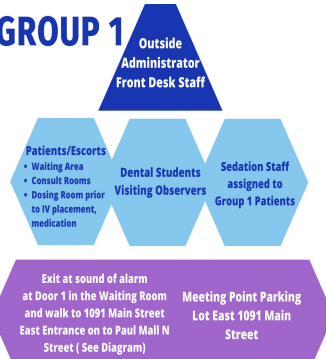 GROUP 1
Outside
Administrator
Front Desk Staff
Patients/Escorts
• Waiting Area
• Consult Rooms
• Dosing Room prior
to IV placement,
medication
Dental Students
Visiting Observers
Sedation Staff
assigned to
Group 1 Patients
Exit at sound of alarm
at Door 1 in the Waiting Room
and walk to 1091 Main Street
East Entrance on to Paul Mall N
Street ( See Diagram)
Meeting Point Parking
Lot East 1091 Main
Street